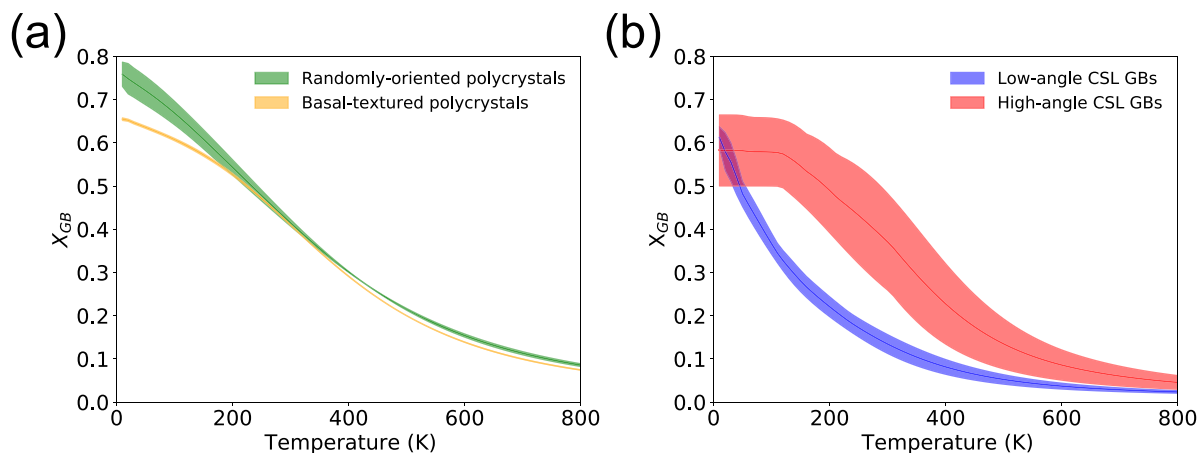 (a)
0.8
0.7
0.6
0.5
0.4
0.3
0.2
0.1
0.0
X_GB
Randomly-oriented polycrystals
Basal-textured polycrystals
0 200 400 600 800
Temperature (K)
(b)
0.8
0.7
0.6
0.5
0.4
0.3
0.2
0.1
0.0
X_GB
Low-angle CSL GBs
High-angle CSL GBs
0 200 400 600 800
Temperature (K)